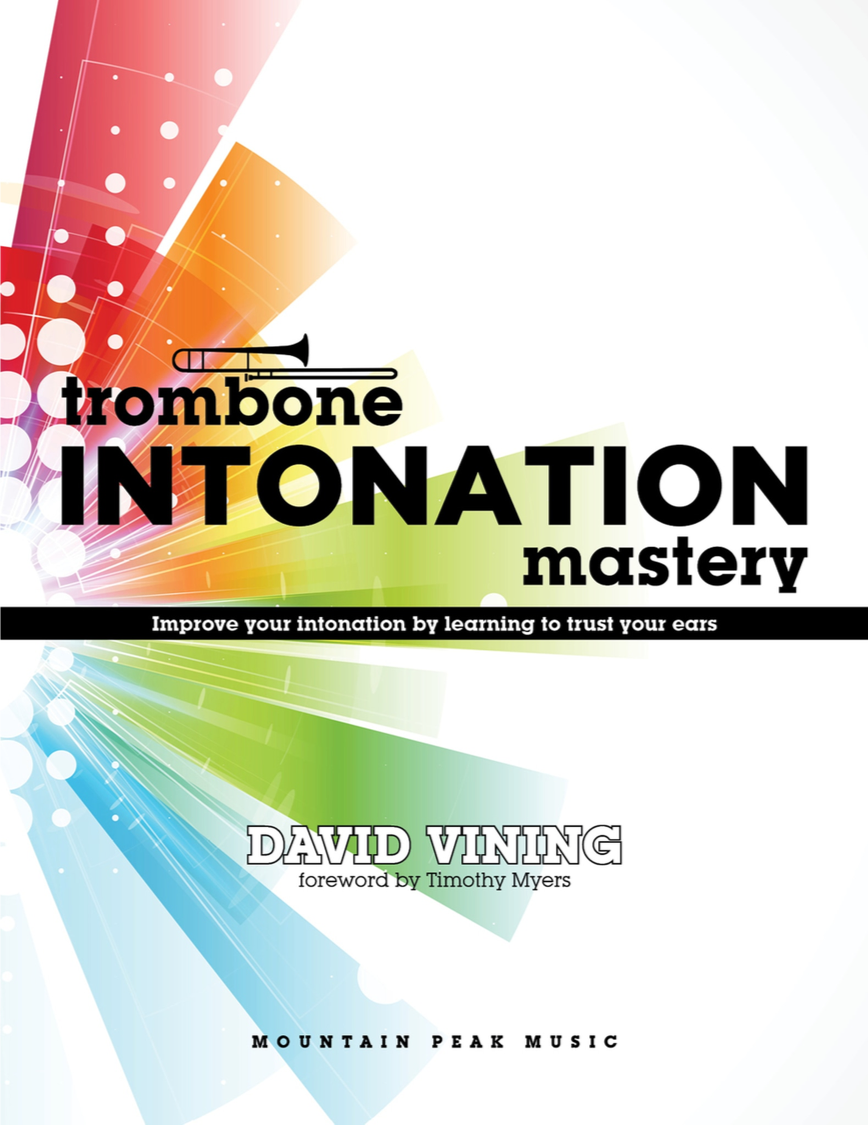 trombone
INTONATION
mastery
Improve your intonation by learning to trust your ears
DAVID VINING
foreword by Timothy Myers
MOUNTAIN PEAK MUSIC